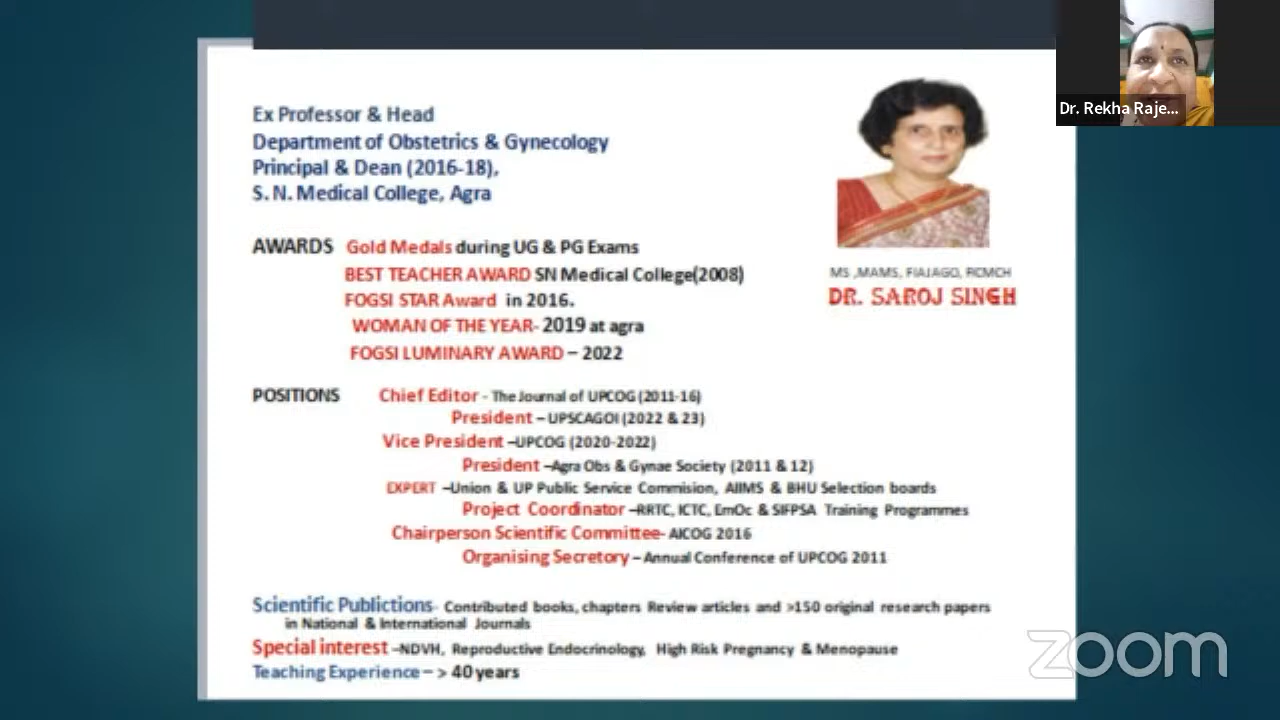 Dr. Rekha Raje...
Ex Professor & Head
Department of Obstetrics & Gynecology
Principal & Dean (2016-18),
S. N. Medical College, Agra
MS ,MAMS, FIAJAGO, FICMCH
DR. SAROJ SINGH
AWARDS Gold Medals during UG & PG Exams
BEST TEACHER AWARD SN Medical College(2008)
FOGSI STAR Award in 2016.
WOMAN OF THE YEAR- 2019 at agra
FOGSI LUMINARY AWARD – 2022
POSITIONS Chief Editor - The Journal of UPCOG (2011-16)
President – UPSCAGOI (2022 & 23)
Vice President –UPCOG (2020-2022)
President –Agra Obs & Gynae Society (2011 & 12)
EXPERT –Union & UP Public Service Commision, AIIMS & BHU Selection boards
Project Coordinator –RRTC, ICTC, EmOc & SIFPSA Training Programmes
Chairperson Scientific Committee- AICOG 2016
Organising Secretory – Annual Conference of UPCOG 2011
Scientific Publictions- Contributed books, chapters Review articles and >150 original research papers
in National & International Journals
Special interest –NDVH, Reproductive Endocrinology, High Risk Pregnancy & Menopause
Teaching Experience – > 40 years
zoom